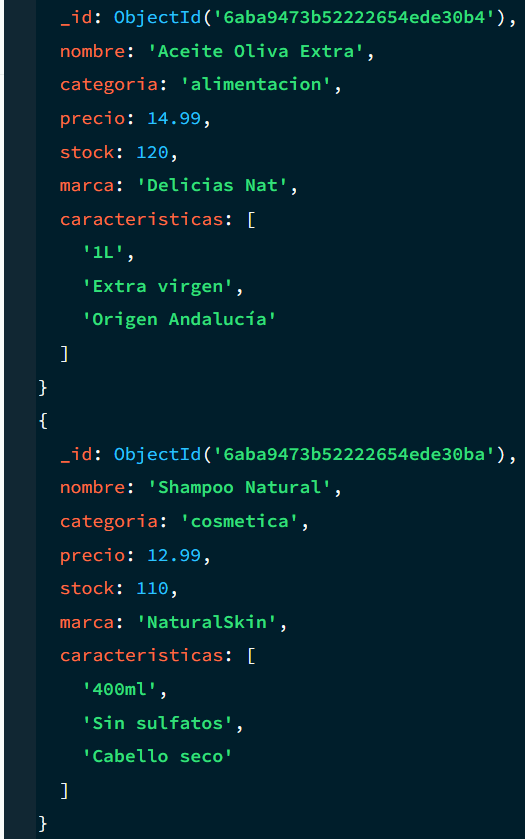 _id: ObjectId('6aba9473b52222654ede30b4'),
nombre: 'Aceite Oliva Extra',
categoria: 'alimentacion',
precio: 14.99,
stock: 120,
marca: 'Delicias Nat',
caracteristicas: [
'1L',
'Extra virgen',
'Origen Andalucía'
]
}
{
_id: ObjectId('6aba9473b52222654ede30ba'),
nombre: 'Shampoo Natural',
categoria: 'cosmetica',
precio: 12.99,
stock: 110,
marca: 'NaturalSkin',
caracteristicas: [
'400ml',
'Sin sulfatos',
'Cabello seco'
]
}